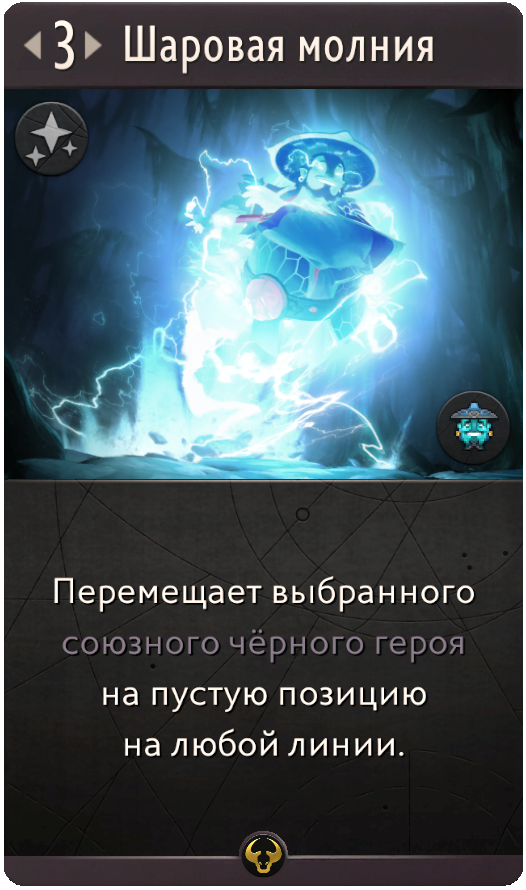 3 Шаровая молния
Перемещает выбранного
союзного чёрного героя
на пустую позицию
на любой линии.